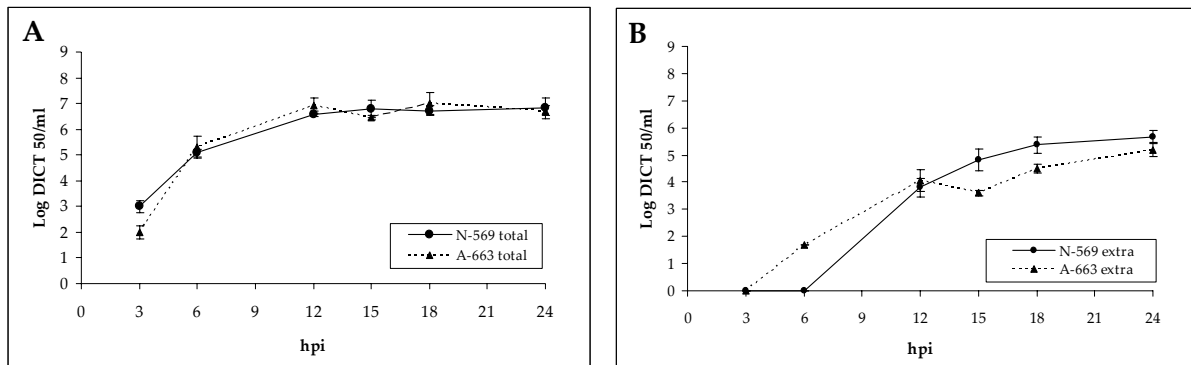 A
Log DICT 50/ml
9
8
7
6
5
4
3
2
1
0
0 3 6 9 12 15 18 21 24
hpi
N-569 total
A-663 total
B
Log DICT 50/ml
9
8
7
6
5
4
3
2
1
0
0 3 6 9 12 15 18 21 24
hpi
N-569 extra
A-663 extra